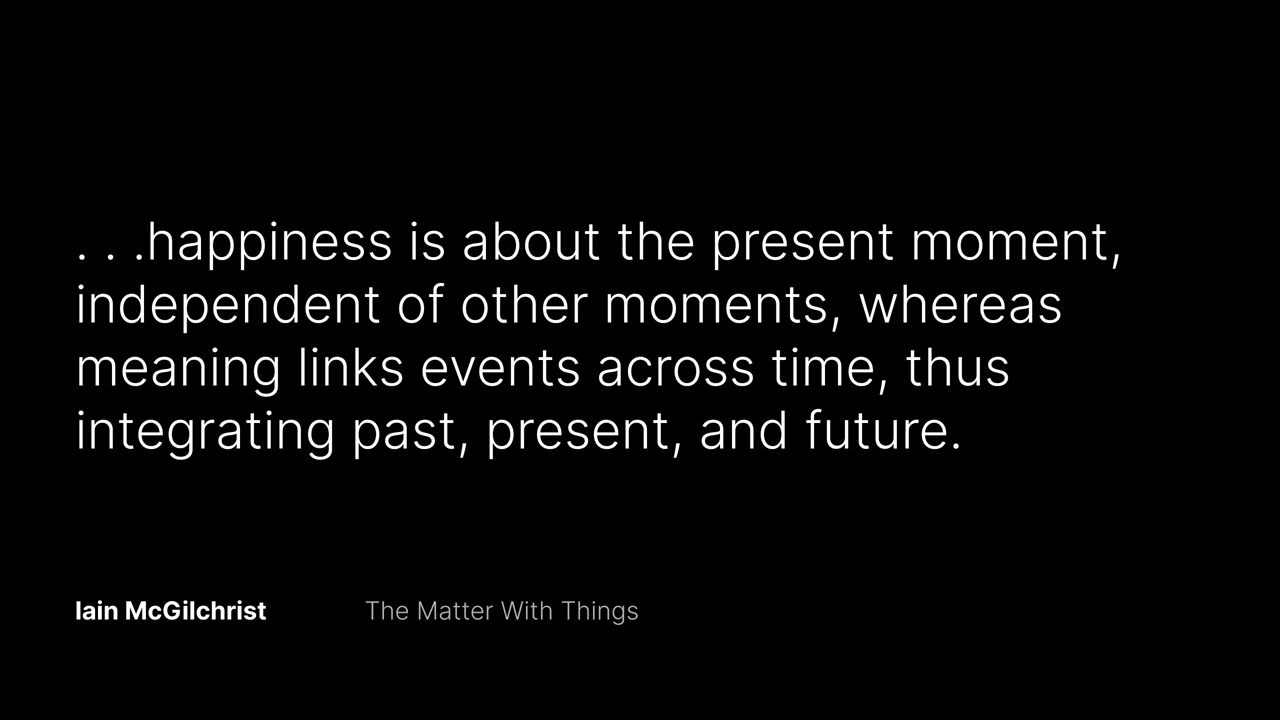 . . .happiness is about the present moment,
independent of other moments, whereas
meaning links events across time, thus
integrating past, present, and future.
Iain McGilchrist
The Matter With Things